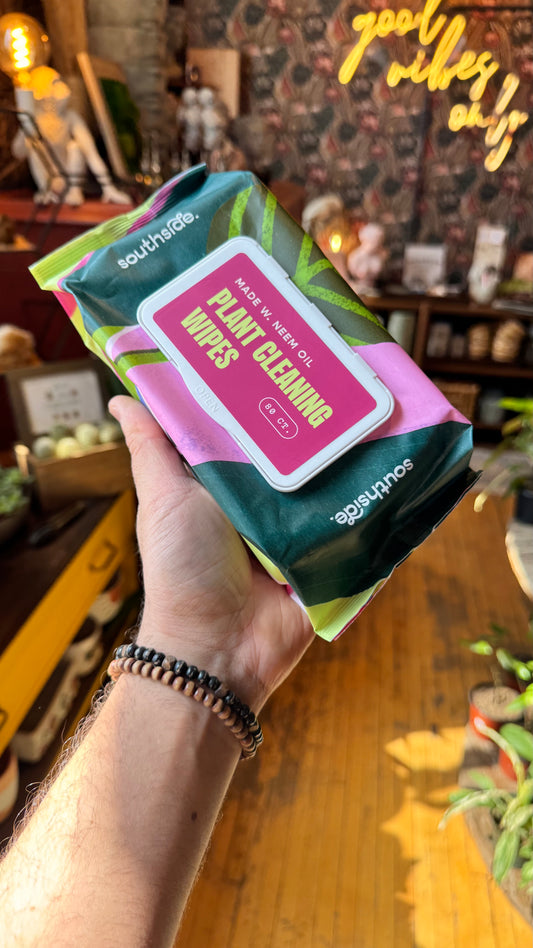 good
vibes
only
southside.
MADE W. NEEM OIL
PLANT CLEANING
WIPES
80 CT.
OPEN
southside.